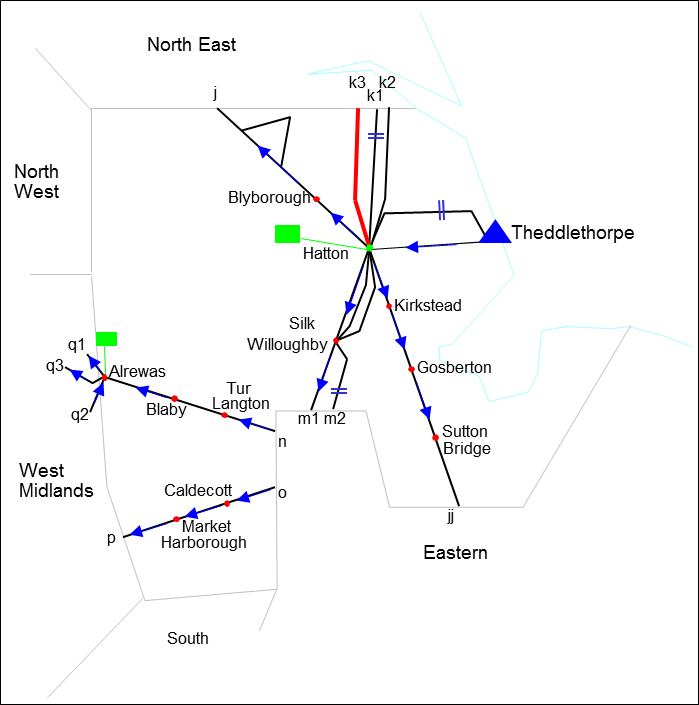 North East
k3
k2
j
k1
North
West
Blyborough
Theddlethorpe
Hatton
Kirkstead
Silk
Willoughby
q1
q3
Alrewas
Gosberton
Tur
Langton
Blaby
q2
m1
m2
n
Sutton
Bridge
West
Midlands
Caldecott
o
jj
Market
Harborough
p
Eastern
South